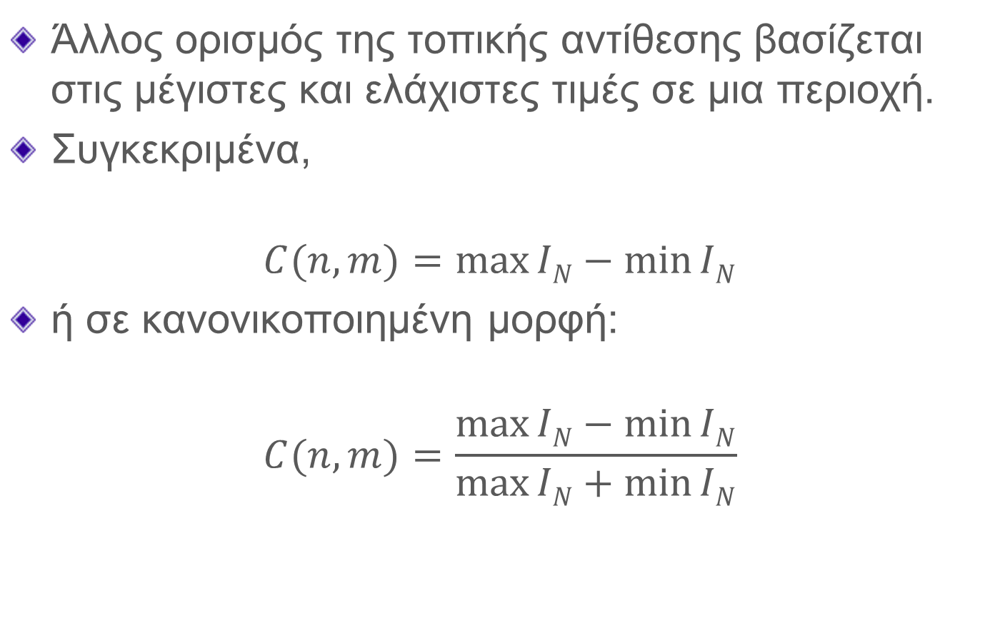 Άλλος ορισμός της τοπικής αντίθεσης βασίζεται
στις μέγιστες και ελάχιστες τιμές σε μια περιοχή.
Συγκεκριμένα,
C(n, m) = max I_N − min I_N
ή σε κανονικοποιημένη μορφή:
C(n, m) = \frac{max I_N − min I_N}{max I_N + min I_N}